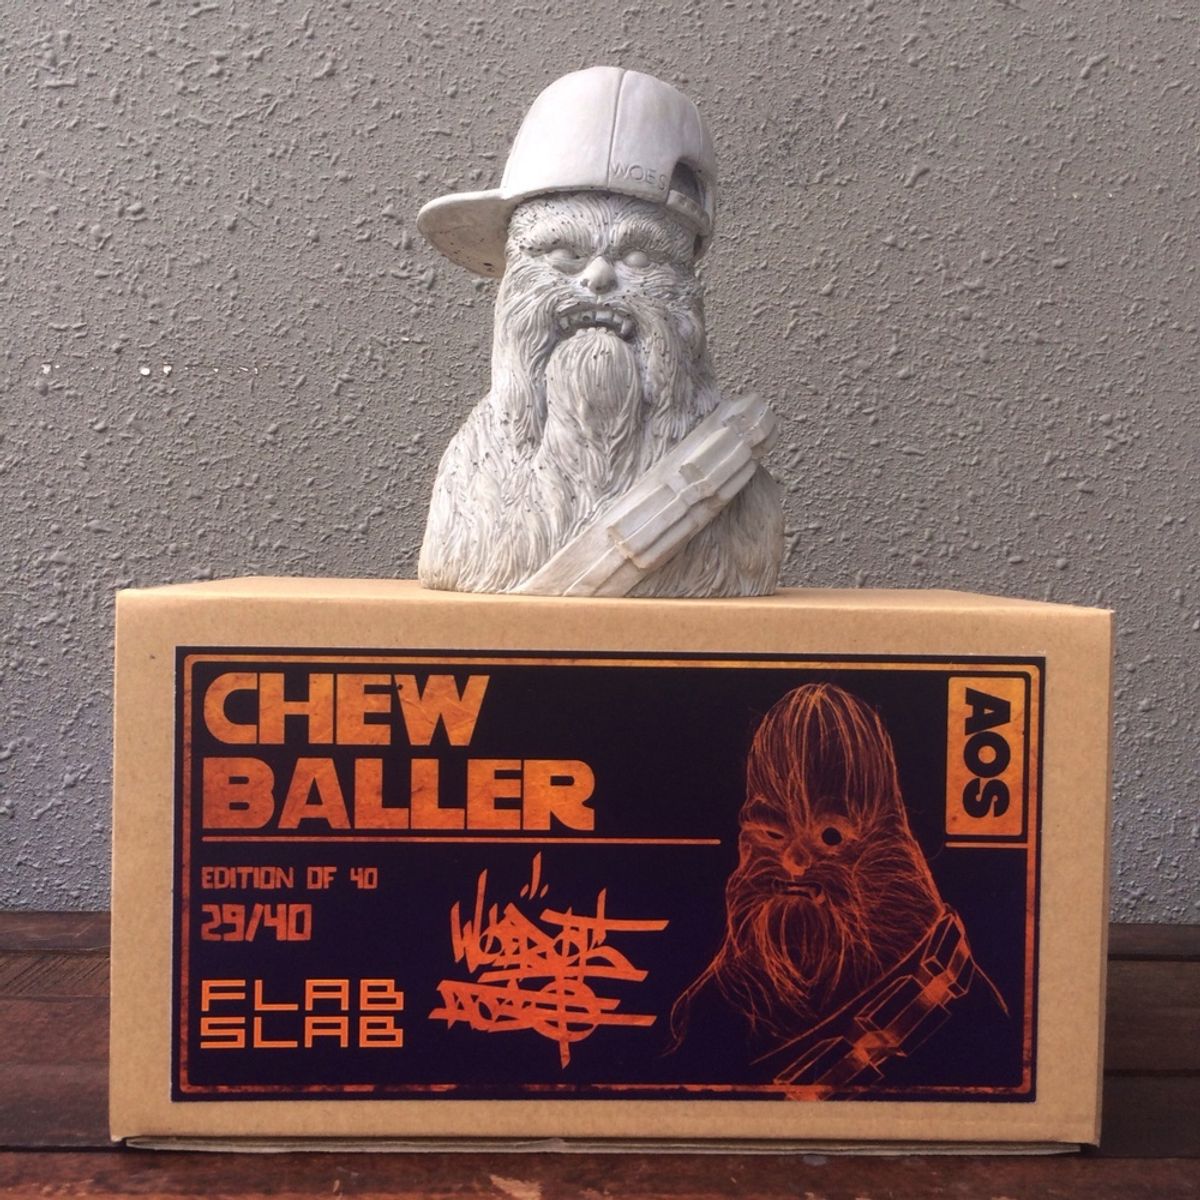 WOES
CHEW
BALLER
AOS
EDITION OF 40
29/40
FLAB
SLAB